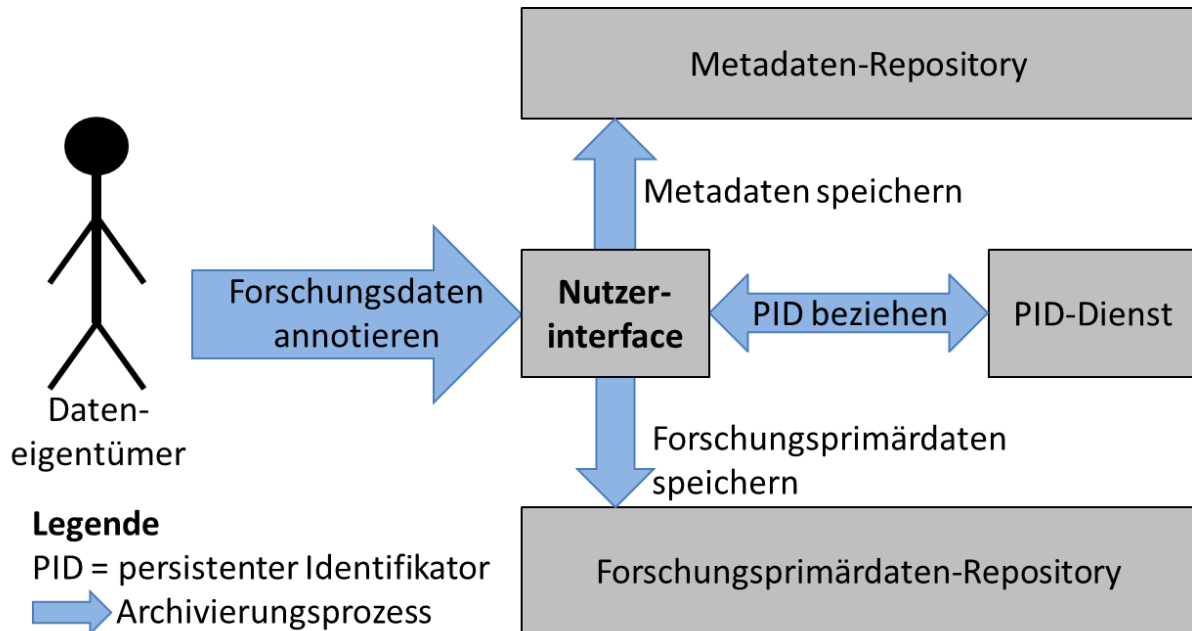 Metadaten-Repository
Metadaten speichern
Forschungsdaten
annotieren
Nutzer-
interface
PID beziehen
PID-Dienst
Daten-
eigentümer
Forschungsprimärdaten
speichern
Legende
PID = persistenter Identifikator
Archivierungsprozess
Forschungsprimärdaten-Repository